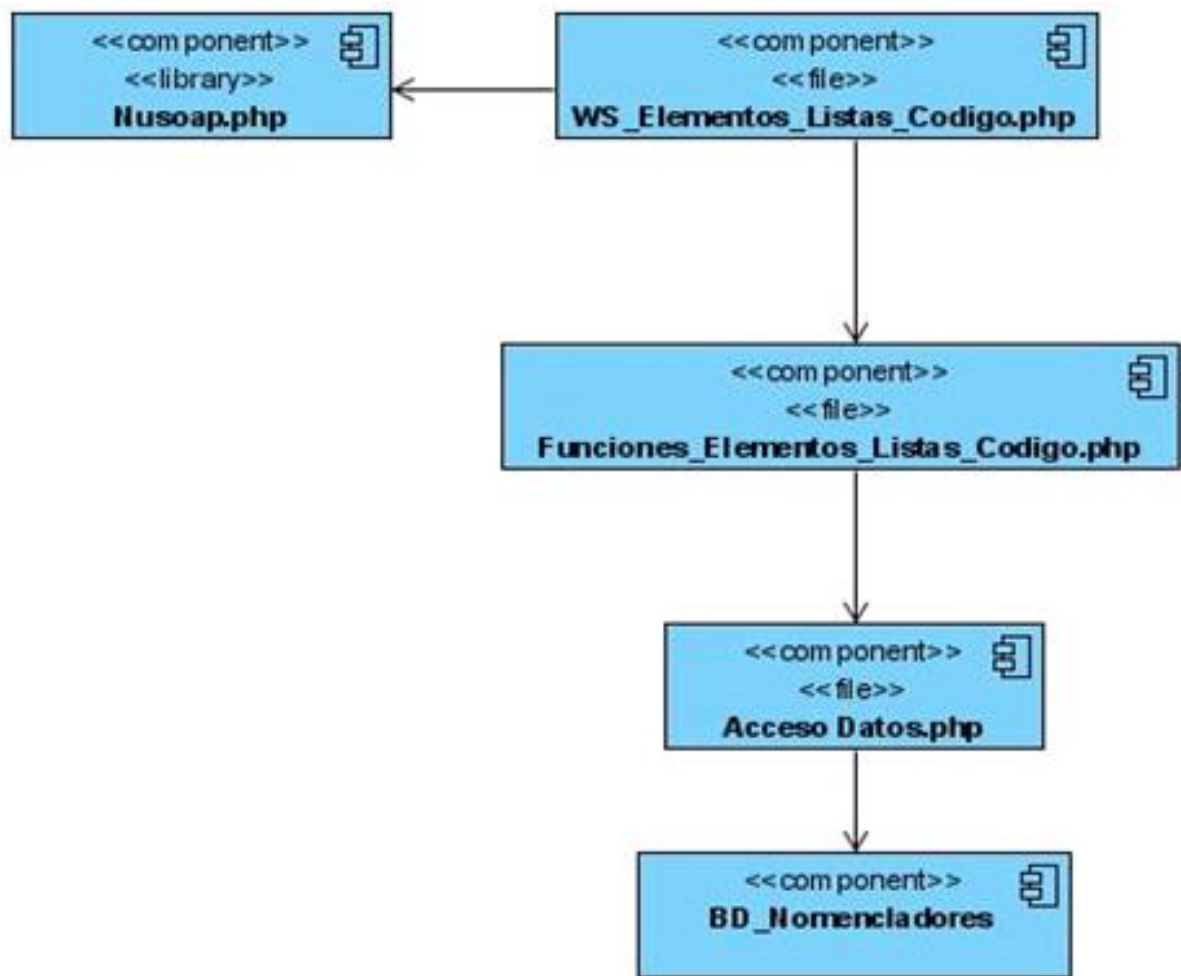 <<component>>
<<library>>
Nusoap.php
<<component>>
<<file>>
WS_Elementos_Listas_Codigo.php
<<component>>
<<file>>
Funciones_Elementos_Listas_Codigo.php
<<component>>
<<file>>
Acceso Datos.php
<<component>>
BD_Nomencladores